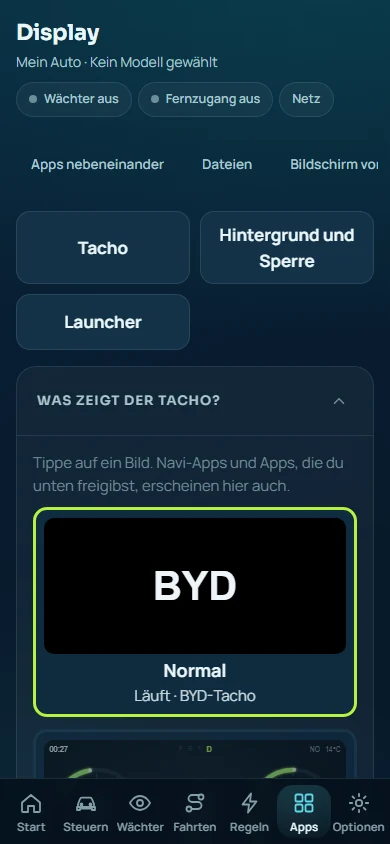 Display
Mein Auto · Kein Modell gewählt
Wächter aus
Fernzugang aus
Netz
Apps nebeneinander
Dateien
Tacho
Hintergrund und
Sperre
Launcher
WAS ZEIGT DER TACHO?
Tippe auf ein Bild. Navi-Apps und Apps, die du
unten freigibst, erscheinen hier auch.
BYD
Normal
Läuft · BYD-Tacho
00:27
D
14°C
Start
Steuern
Wächter
Fahrten
Regeln
Apps
Optionen